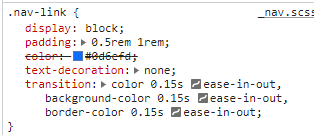 .nav-link { _nav.scss
display: block;
padding: 0.5rem 1rem;
color: #0d6efd;
text-decoration: none;
transition: color 0.15s ease-in-out,
background-color 0.15s ease-in-out,
border-color 0.15s ease-in-out;
}